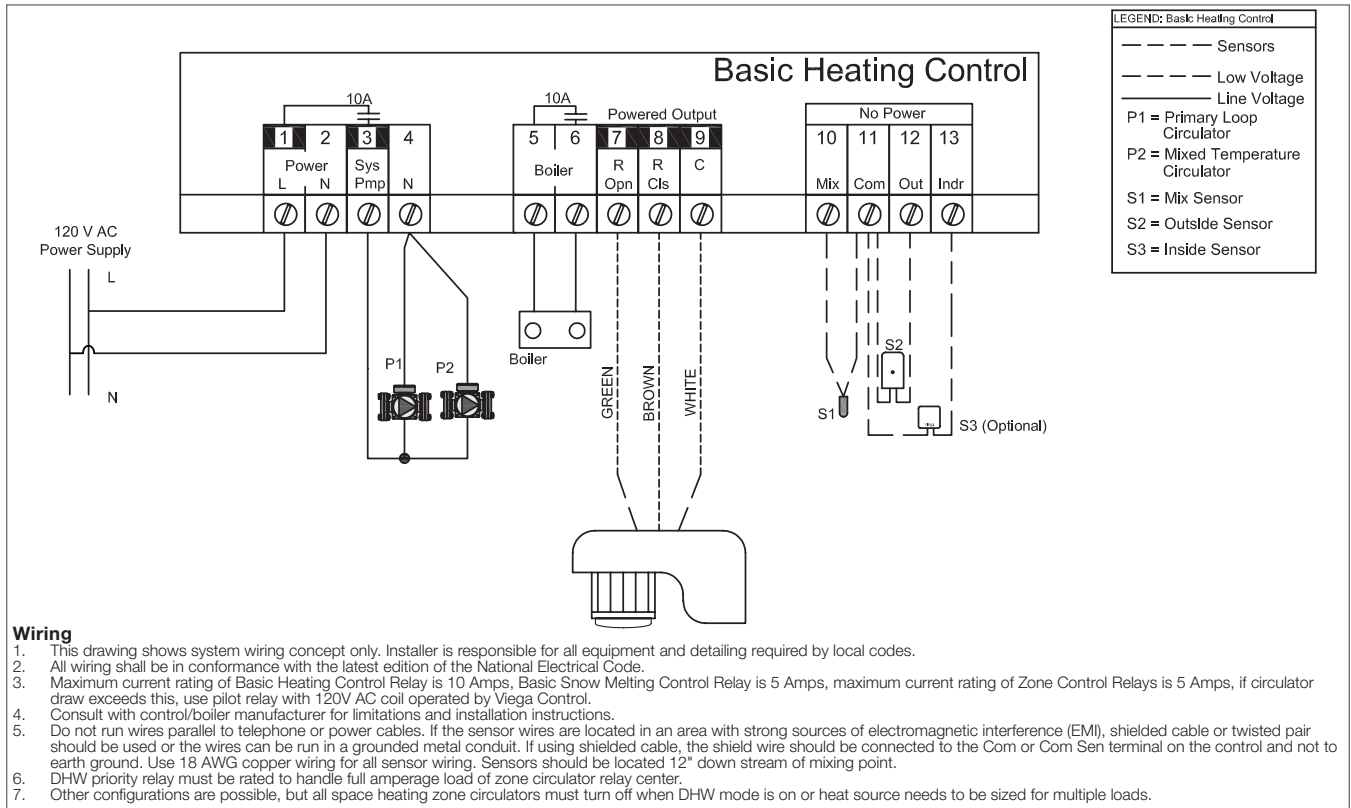 LEGEND: Basic Heating Control
Sensors
Low Voltage
Line Voltage
P1 = Primary Loop
Circulator
P2 = Mixed Temperature
Circulator
S1 = Mix Sensor
S2 = Outside Sensor
S3 = Inside Sensor
Basic Heating Control
10A
10A
Powered Output
No Power
1 2 3 4
5 6 7 8 9
10 11 12 13
Power
L N
Sys
Pmp
N
Boiler
R
Opn
R
Cls
C
Mix Com Out Indr
120 V AC
Power Supply
L
N
P1
P2
Boiler
GREEN
BROWN
WHITE
S1
S2
S3 (Optional)
Wiring
1. This drawing shows system wiring concept only. Installer is responsible for all equipment and detailing required by local codes.
2. All wiring shall be in conformance with the latest edition of the National Electrical Code.
3. Maximum current rating of Basic Heating Control Relay is 10 Amps, Basic Snow Melting Control Relay is 5 Amps, maximum current rating of Zone Control Relays is 5 Amps, if circulator
draw exceeds this, use pilot relay with 120V AC coil operated by Viega Control.
4. Consult with control/boiler manufacturer for limitations and installation instructions.
5. Do not run wires parallel to telephone or power cables. If the sensor wires are located in an area with strong sources of electromagnetic interference (EMI), shielded cable or twisted pair
should be used or the wires can be run in a grounded metal conduit. If using shielded cable, the shield wire should be connected to the Com or Com Sen terminal on the control and not to
earth ground. Use 18 AWG copper wiring for all sensor wiring. Sensors should be located 12" down stream of mixing point.
6. DHW priority relay must be rated to handle full amperage load of zone circulator relay center.
7. Other configurations are possible, but all space heating zone circulators must turn off when DHW mode is on or heat source needs to be sized for multiple loads.